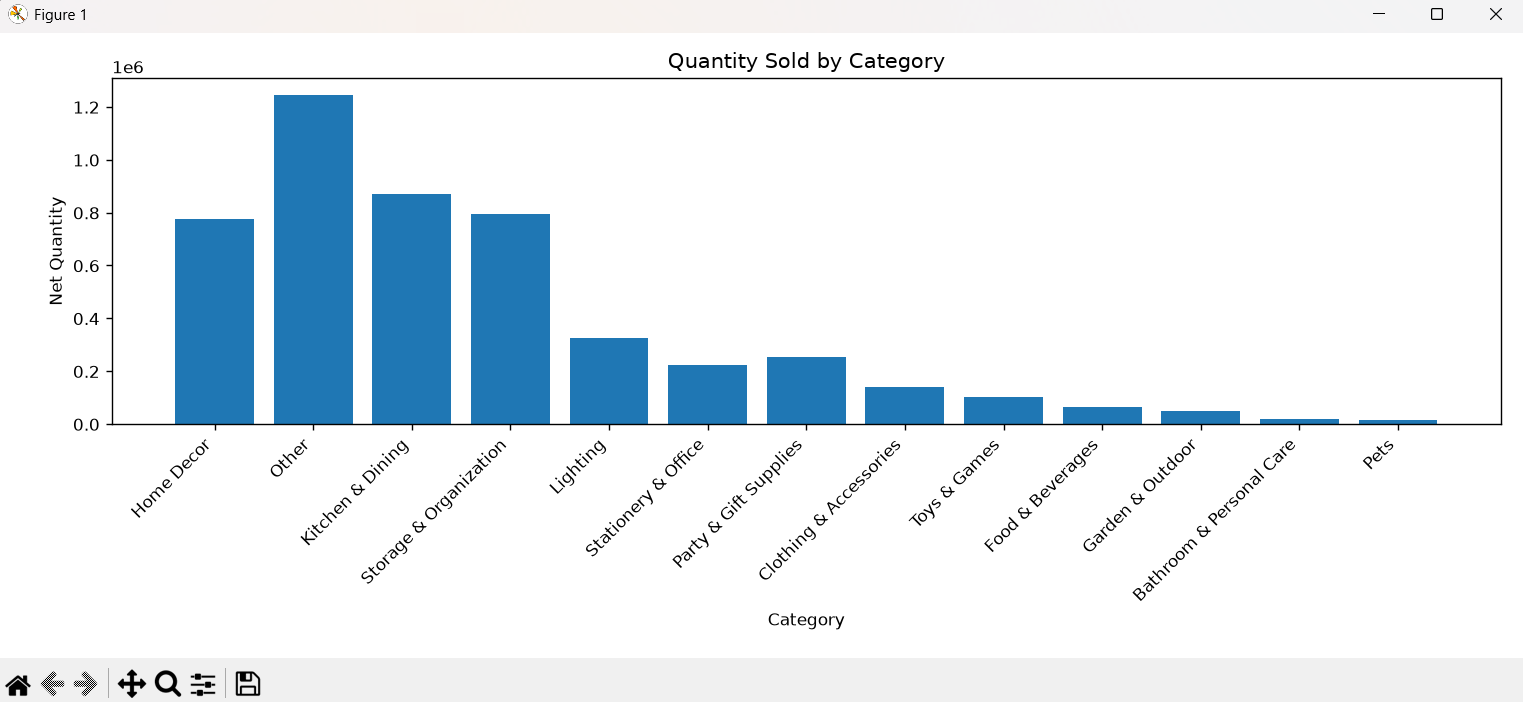 Figure 1
Quantity Sold by Category
1e6
1.2
1.0
0.8
0.6
0.4
0.2
0.0
Net Quantity
Home Decor
Other
Kitchen & Dining
Storage & Organization
Lighting
Stationery & Office
Party & Gift Supplies
Clothing & Accessories
Toys & Games
Food & Beverages
Garden & Outdoor
Bathroom & Personal Care
Pets
Category